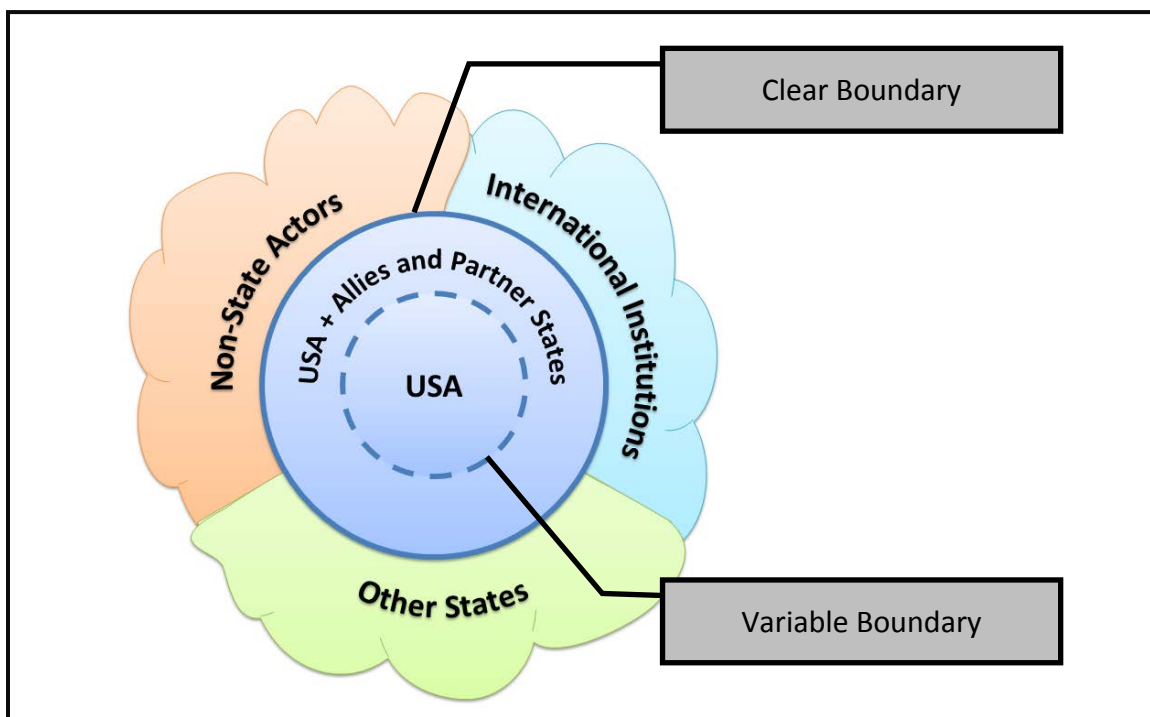 Clear Boundary
Non-State Actors
International Institutions
USA + Allies and Partner States
USA
Other States
Variable Boundary